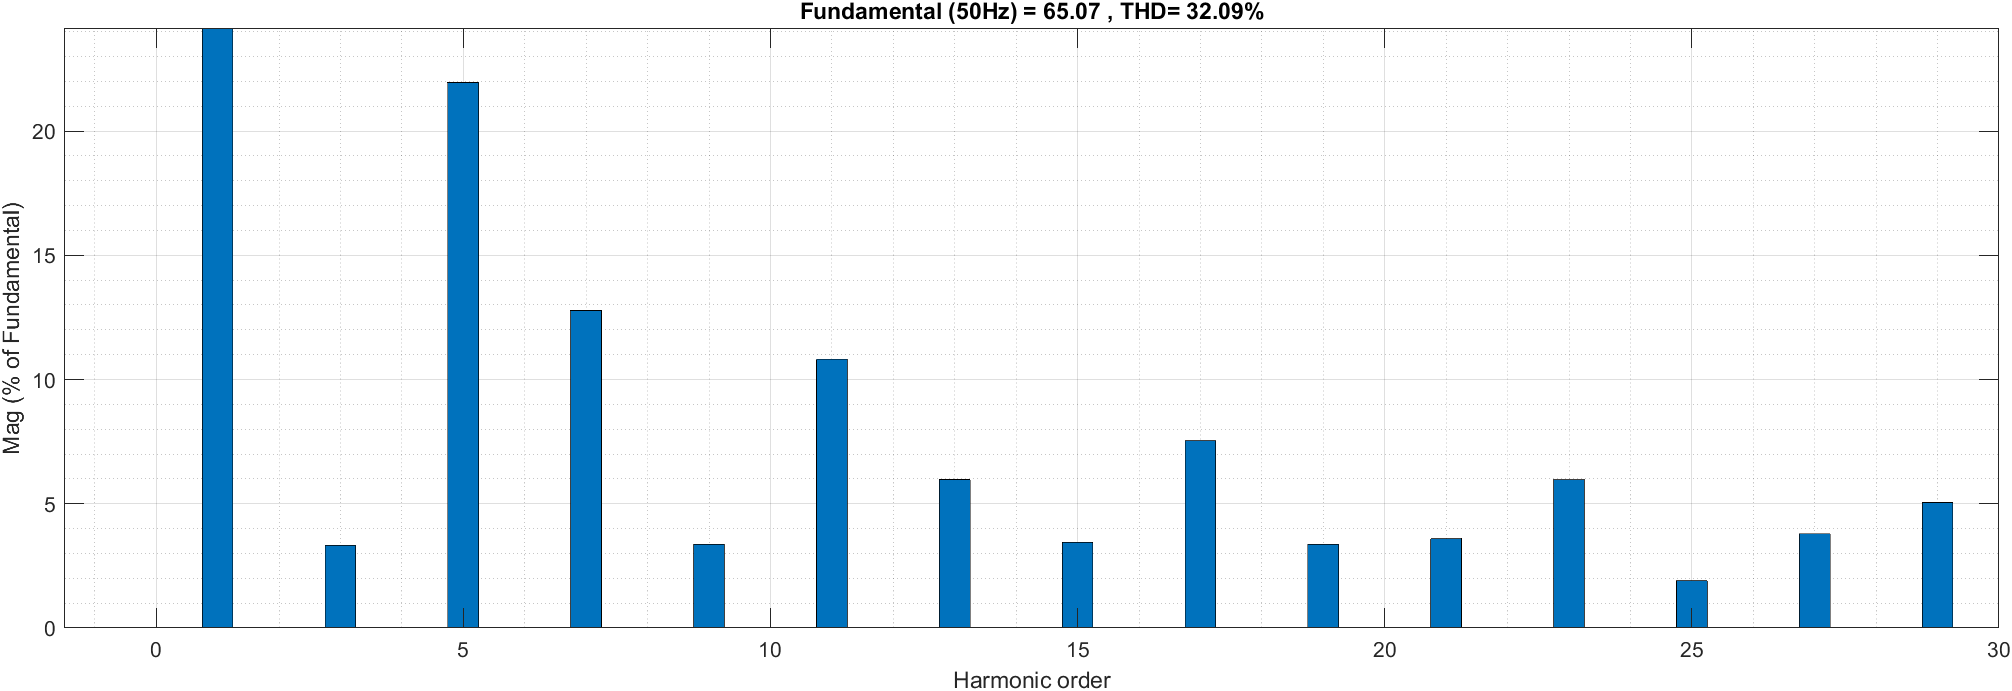 Fundamental (50Hz) = 65.07 , THD= 32.09%
Mag (% of Fundamental)
20
15
10
5
0
0 5 10 15 20 25 30
Harmonic order